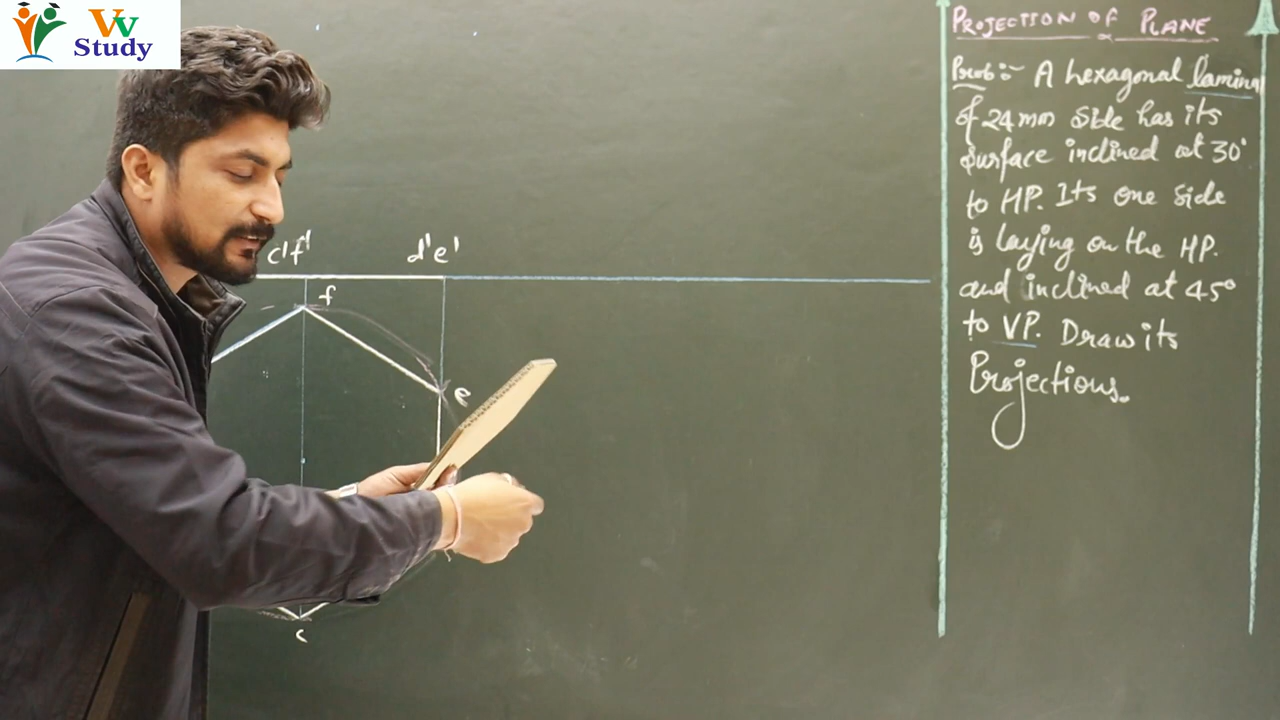 Vv
Study
PROJECTION OF PLANE
Prob:- A hexagonal lamina
of 24mm side has its
surface inclined at 30°
to HP. Its one side
is laying on the HP.
and inclined at 45°
to VP. Draw its
Projections.
c'f' d'e'
f
e
c